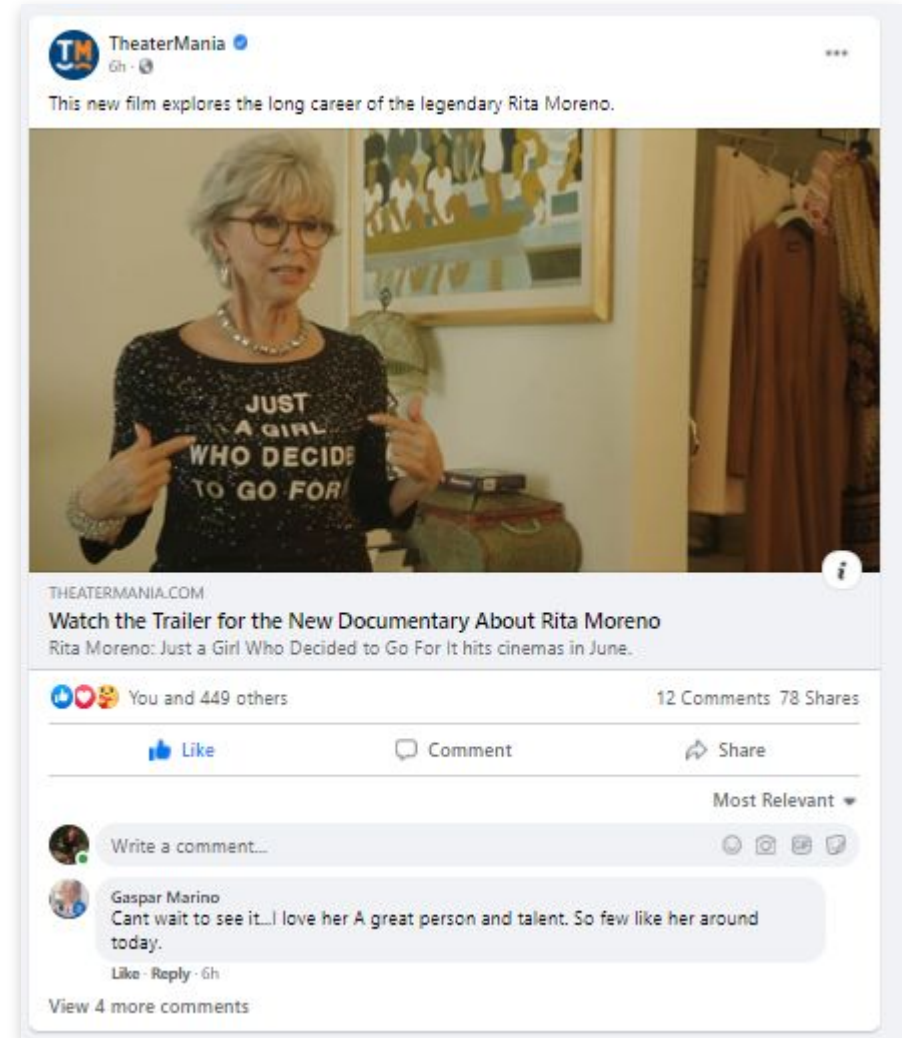 TM
TheaterMania
6h ·
This new film explores the long career of the legendary Rita Moreno.
JUST
A GIRL
WHO DECIDE
TO GO FOR
i
THEATERMANIA.COM
Watch the Trailer for the New Documentary About Rita Moreno
Rita Moreno: Just a Girl Who Decided to Go For It hits cinemas in June.
You and 449 others
12 Comments 78 Shares
Like
Comment
Share
Most Relevant
Write a comment...
GIF
Gaspar Marino
Cant wait to see it...I love her A great person and talent. So few like her around
today.
Like · Reply · 6h
View 4 more comments